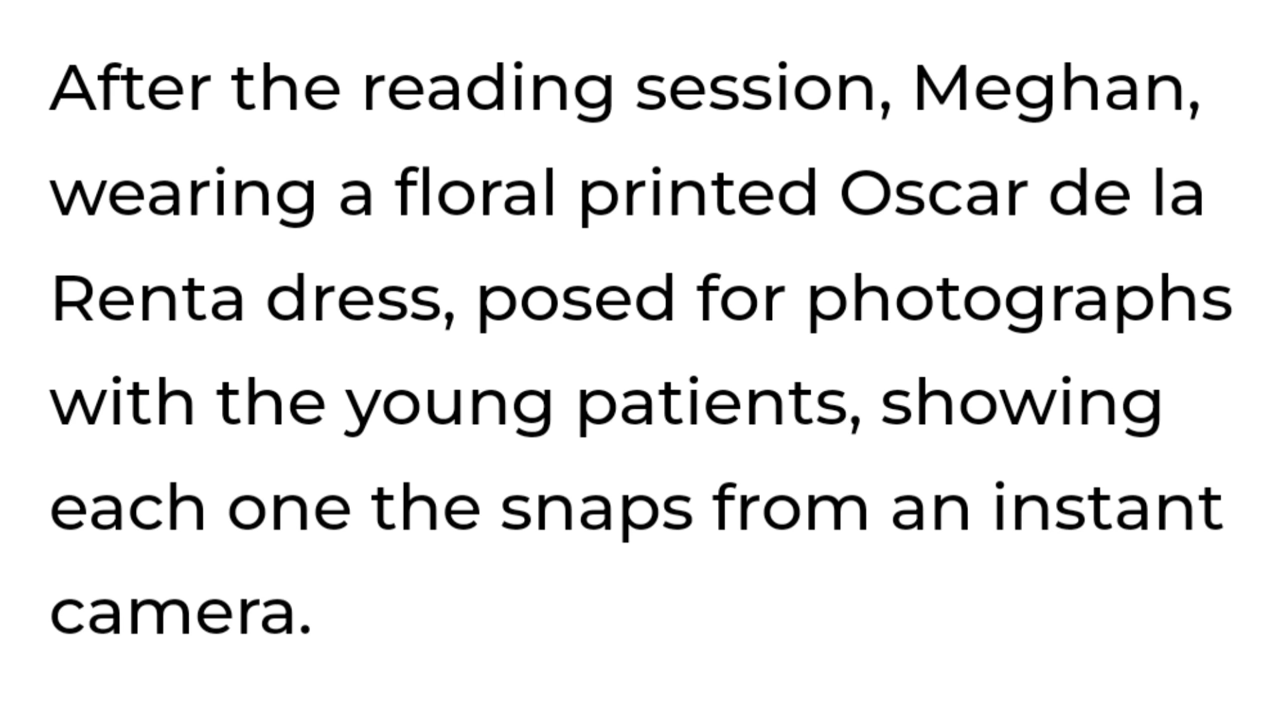 After the reading session, Meghan,
wearing a floral printed Oscar de la
Renta dress, posed for photographs
with the young patients, showing
each one the snaps from an instant
camera.